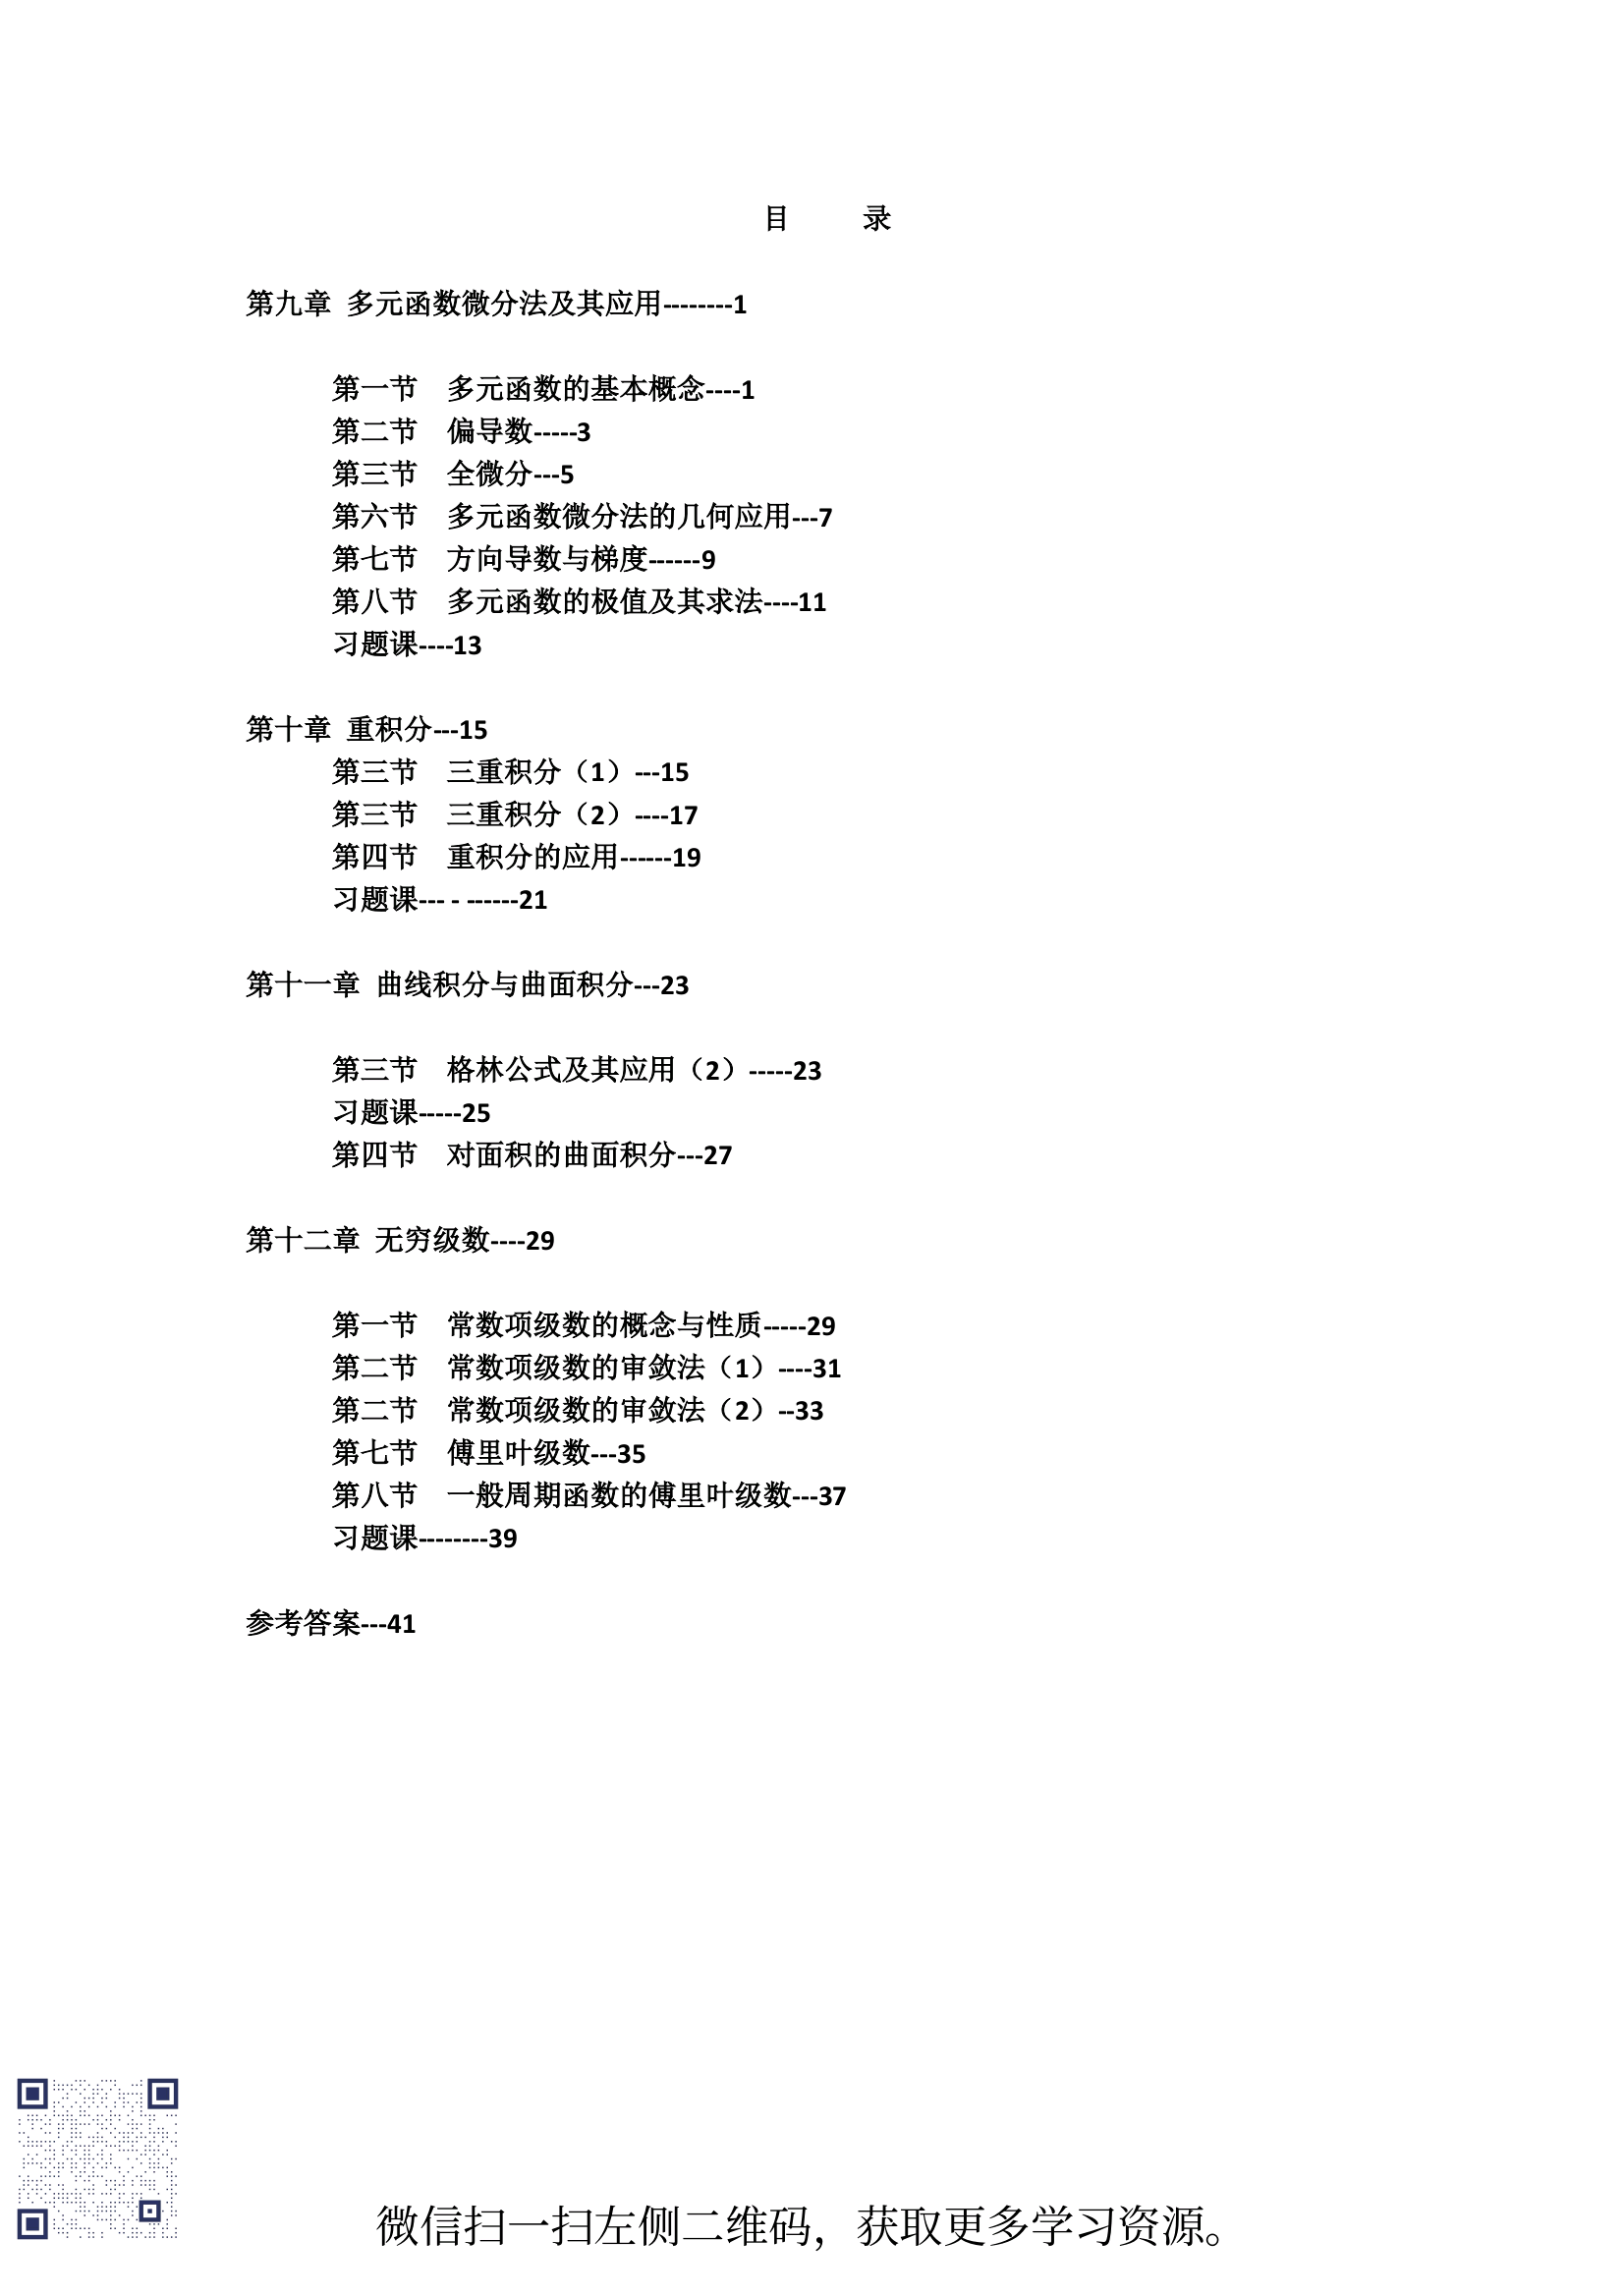 目 录
第九章 多元函数微分法及其应用--------1
第一节 多元函数的基本概念----1
第二节 偏导数-----3
第三节 全微分---5
第六节 多元函数微分法的几何应用---7
第七节 方向导数与梯度------9
第八节 多元函数的极值及其求法----11
习题课----13
第十章 重积分---15
第三节 三重积分（1）---15
第三节 三重积分（2）----17
第四节 重积分的应用------19
习题课--- - ------21
第十一章 曲线积分与曲面积分---23
第三节 格林公式及其应用（2）-----23
习题课-----25
第四节 对面积的曲面积分---27
第十二章 无穷级数----29
第一节 常数项级数的概念与性质-----29
第二节 常数项级数的审敛法（1）----31
第二节 常数项级数的审敛法（2）--33
第七节 傅里叶级数---35
第八节 一般周期函数的傅里叶级数---37
习题课--------39
参考答案---41
微信扫一扫左侧二维码，获取更多学习资源。